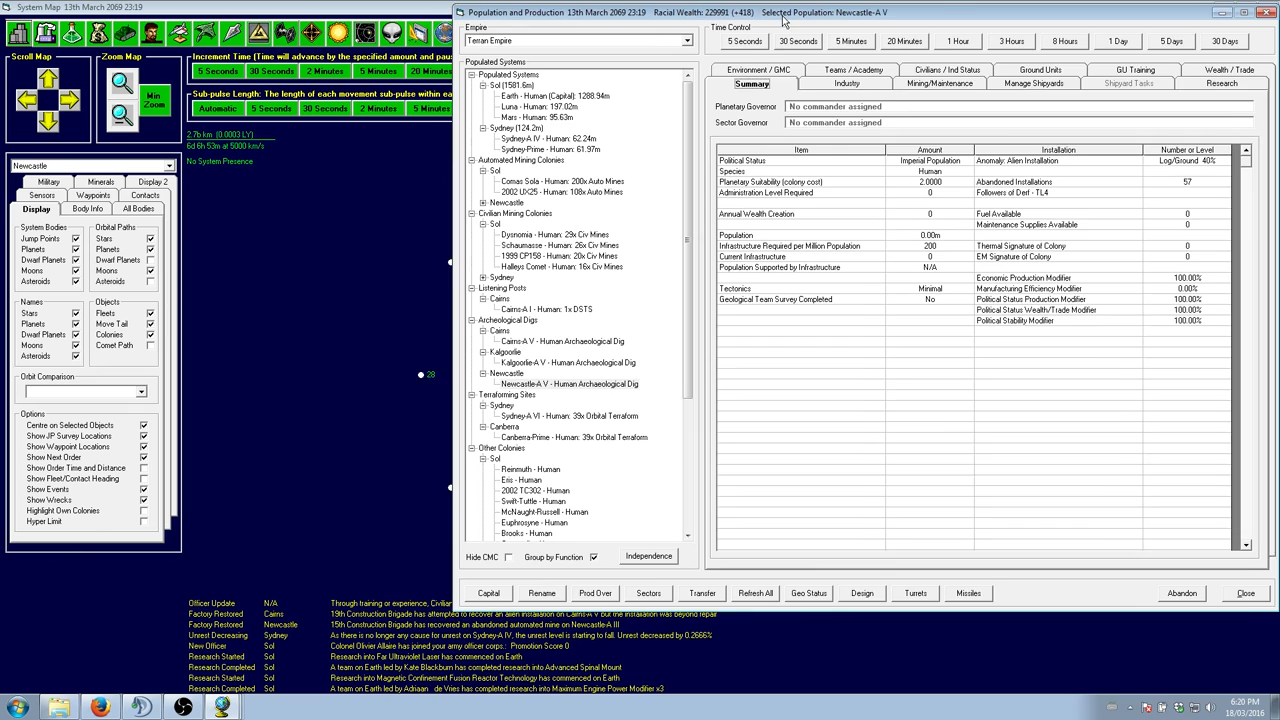 System Map  13th March 2069 23:19
Scroll Map
Zoom Map
Min
Zoom
Increment Time (Time will advance by the specified amount and paus
5 Seconds
30 Seconds
2 Minutes
5 Minutes
20 Minutes
Sub-pulse Length: The length of each movement sub-pulse within ea
Automatic
5 Seconds
30 Seconds
2 Minutes
5 Minutes
2.7b km  (0.0003 LY)
6d 6h 53m at 5000 km/s
No System Presence
28
Newcastle
Military
Minerals
Display 2
Sensors
Waypoints
Contacts
Display
Body Info
All Bodies
System Bodies
Jump Points
Planets
Dwarf Planets
Moons
Asteroids
Orbital Paths
Stars
Planets
Dwarf Planets
Moons
Asteroids
Names
Stars
Planets
Dwarf Planets
Moons
Asteroids
Objects
Fleets
Move Tail
Colonies
Comet Path
Orbit Comparison
Options
Centre on Selected Objects
Show JP Survey Locations
Show Waypoint Locations
Show Next Order
Show Order Time and Distance
Show Fleet/Contact Heading
Show Events
Show Wrecks
Highlight Own Colonies
Hyper Limit
Officer Update N/A Through training or experience, Civilian
Factory Restored Cairns 19th Construction Brigade has attempted to recover an alien installation on Cairns-A V but the installation was beyond repair
Factory Restored Newcastle 15th Construction Brigade has recovered an abandoned automated mine on Newcastle-A III
Unrest Decreasing Sydney As there is no longer any cause for unrest on Sydney-A IV, the unrest level is starting to fall. Unrest decreased by 0.2666%
New Officer Sol Colonel Olivier Allaire has joined your army officer corps.:  Promotion Score 0
Research Started Sol Research into Far Ultraviolet Laser has commenced on Earth
Research Completed Sol A team on Earth led by Kate Blackburn has completed research into Advanced Spinal Mount
Research Started Sol Research into Magnetic Confinement Fusion Reactor Technology has commenced on Earth
Research Completed Sol A team on Earth led by Adriaan  de Vries has completed research into Maximum Engine Power Modifier x3
Population and Production  13th March 2069 23:19    Racial Wealth: 229991 (+418)    Selected Population: Newcastle-A V
Empire
Terran Empire
Time Control
5 Seconds
30 Seconds
5 Minutes
20 Minutes
1 Hour
3 Hours
8 Hours
1 Day
5 Days
30 Days
Populated Systems
Populated Systems
Sol (1581.6m)
Earth - Human (Capital): 1288.94m
Luna - Human: 197.02m
Mars - Human: 95.63m
Sydney (124.2m)
Sydney-A IV - Human: 62.24m
Sydney-Prime - Human: 61.97m
Automated Mining Colonies
Sol
Comas Sola - Human: 200x Auto Mines
2002 UX25 - Human: 108x Auto Mines
Newcastle
Civilian Mining Colonies
Sol
Dysnomia - Human: 29x Civ Mines
Schaumasse - Human: 26x Civ Mines
1999 CP158 - Human: 20x Civ Mines
Halleys Comet - Human: 16x Civ Mines
Sydney
Listening Posts
Cairns
Cairns-A I - Human: 1x DSTS
Archeological Digs
Cairns
Cairns-A V - Human Archaeological Dig
Kalgoorlie
Kalgoorlie-A V - Human Archaeological Dig
Newcastle
Newcastle-A V - Human Archaeological Dig
Terraforming Sites
Sydney
Sydney-A VI - Human: 39x Orbital Terraform
Canberra
Canberra-Prime - Human: 39x Orbital Terraform
Other Colonies
Sol
Reinmuth - Human
Eris - Human
2002 TC302 - Human
Swift-Tuttle - Human
McNaught-Russell - Human
Euphrosyne - Human
Brooks - Human
Hide CMC
Group by Function
Independence
Environment / GMC
Teams / Academy
Civilians / Ind Status
Ground Units
GU Training
Wealth / Trade
Summary
Industry
Mining/Maintenance
Manage Shipyards
Shipyard Tasks
Research
Planetary Governor No commander assigned
Sector Governor No commander assigned
Item Amount Installation Number or Level
Political Status Imperial Population Anomaly: Alien Installation Log/Ground 40%
Species Human
Planetary Suitability (colony cost) 2.0000 Abandoned Installations 57
Administration Level Required 0 Followers of Derf - TL4
Annual Wealth Creation 0 Fuel Available 0
Maintenance Supplies Available 0
Population 0.00m
Infrastructure Required per Million Population 200 Thermal Signature of Colony 0
Current Infrastructure 0 EM Signature of Colony 0
Population Supported by Infrastructure N/A
Economic Production Modifier 100.00%
Tectonics Minimal Manufacturing Efficiency Modifier 0.00%
Geological Team Survey Completed No Political Status Production Modifier 100.00%
Political Status Wealth/Trade Modifier 100.00%
Political Stability Modifier 100.00%
Capital
Rename
Prod Over
Sectors
Transfer
Refresh All
Geo Status
Design
Turrets
Missiles
Abandon
Close
6:20 PM
18/03/2016